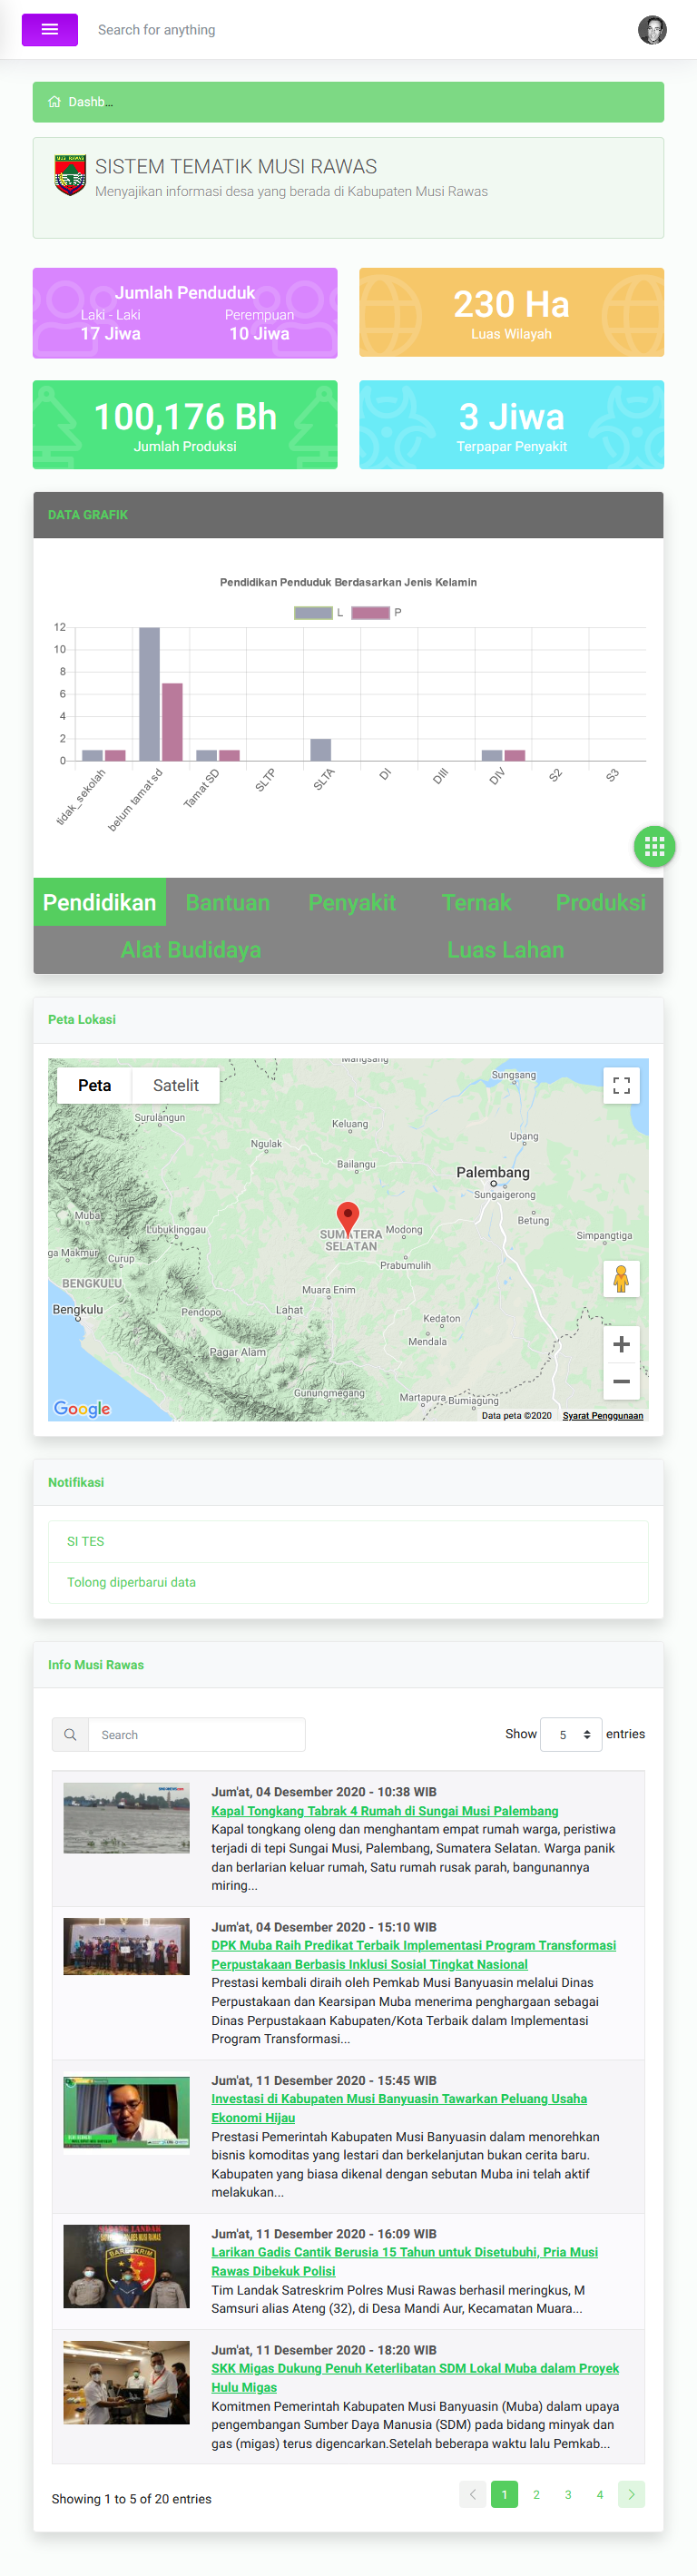 Search for anything
Dashb...
SISTEM TEMATIK MUSI RAWAS
Menyajikan informasi desa yang berada di Kabupaten Musi Rawas
Jumlah Penduduk
Laki - Laki Perempuan
17 Jiwa 10 Jiwa
230 Ha
Luas Wilayah
100,176 Bh
Jumlah Produksi
3 Jiwa
Terpapar Penyakit
DATA GRAFIK
Pendidikan Penduduk Berdasarkan Jenis Kelamin
L P
12
10
8
6
4
2
0
tidak_sekolah belum tamat sd Tamat SD SLTP SLTA DI DIII DIV S2 S3
Pendidikan Bantuan Penyakit Ternak Produksi
Alat Budidaya Luas Lahan
Peta Lokasi
Peta Satelit
Sungsang
Surulangun
Keluang
Ngulak
Upang
Bailangu
Palembang
Sungaigerong
Muba
Lubuklinggau
SUMATERA
SELATAN
Modong
Betung
Simpangtiga
ga Makmur
Curup
Prabumulih
BENGKULU
Muara Enim
Bengkulu
Pendopo
Lahat
Kedaton
Mendala
Pagar Alam
Gunungmegang
Martapura
Bumiagung
Google
Data peta ©2020 Syarat Penggunaan
Notifikasi
SI TES
Tolong diperbarui data
Info Musi Rawas
Search
Show 5 entries
Jum'at, 04 Desember 2020 - 10:38 WIB
Kapal Tongkang Tabrak 4 Rumah di Sungai Musi Palembang
Kapal tongkang oleng dan menghantam empat rumah warga, peristiwa
terjadi di tepi Sungai Musi, Palembang, Sumatera Selatan. Warga panik
dan berlarian keluar rumah, Satu rumah rusak parah, bangunannya
miring...
Jum'at, 04 Desember 2020 - 15:10 WIB
DPK Muba Raih Predikat Terbaik Implementasi Program Transformasi
Perpustakaan Berbasis Inklusi Sosial Tingkat Nasional
Prestasi kembali diraih oleh Pemkab Musi Banyuasin melalui Dinas
Perpustakaan dan Kearsipan Muba menerima penghargaan sebagai
Dinas Perpustakaan Kabupaten/Kota Terbaik dalam Implementasi
Program Transformasi...
Jum'at, 11 Desember 2020 - 15:45 WIB
Investasi di Kabupaten Musi Banyuasin Tawarkan Peluang Usaha
Ekonomi Hijau
Prestasi Pemerintah Kabupaten Musi Banyuasin dalam menorehkan
bisnis komoditas yang lestari dan berkelanjutan bukan cerita baru.
Kabupaten yang biasa dikenal dengan sebutan Muba ini telah aktif
melakukan...
Jum'at, 11 Desember 2020 - 16:09 WIB
Larikan Gadis Cantik Berusia 15 Tahun untuk Disetubuhi, Pria Musi
Rawas Dibekuk Polisi
Tim Landak Satreskrim Polres Musi Rawas berhasil meringkus, M
Samsuri alias Ateng (32), di Desa Mandi Aur, Kecamatan Muara...
Jum'at, 11 Desember 2020 - 18:20 WIB
SKK Migas Dukung Penuh Keterlibatan SDM Lokal Muba dalam Proyek
Hulu Migas
Komitmen Pemerintah Kabupaten Musi Banyuasin (Muba) dalam upaya
pengembangan Sumber Daya Manusia (SDM) pada bidang minyak dan
gas (migas) terus digencarkan.Setelah beberapa waktu lalu Pemkab...
Showing 1 to 5 of 20 entries
1 2 3 4